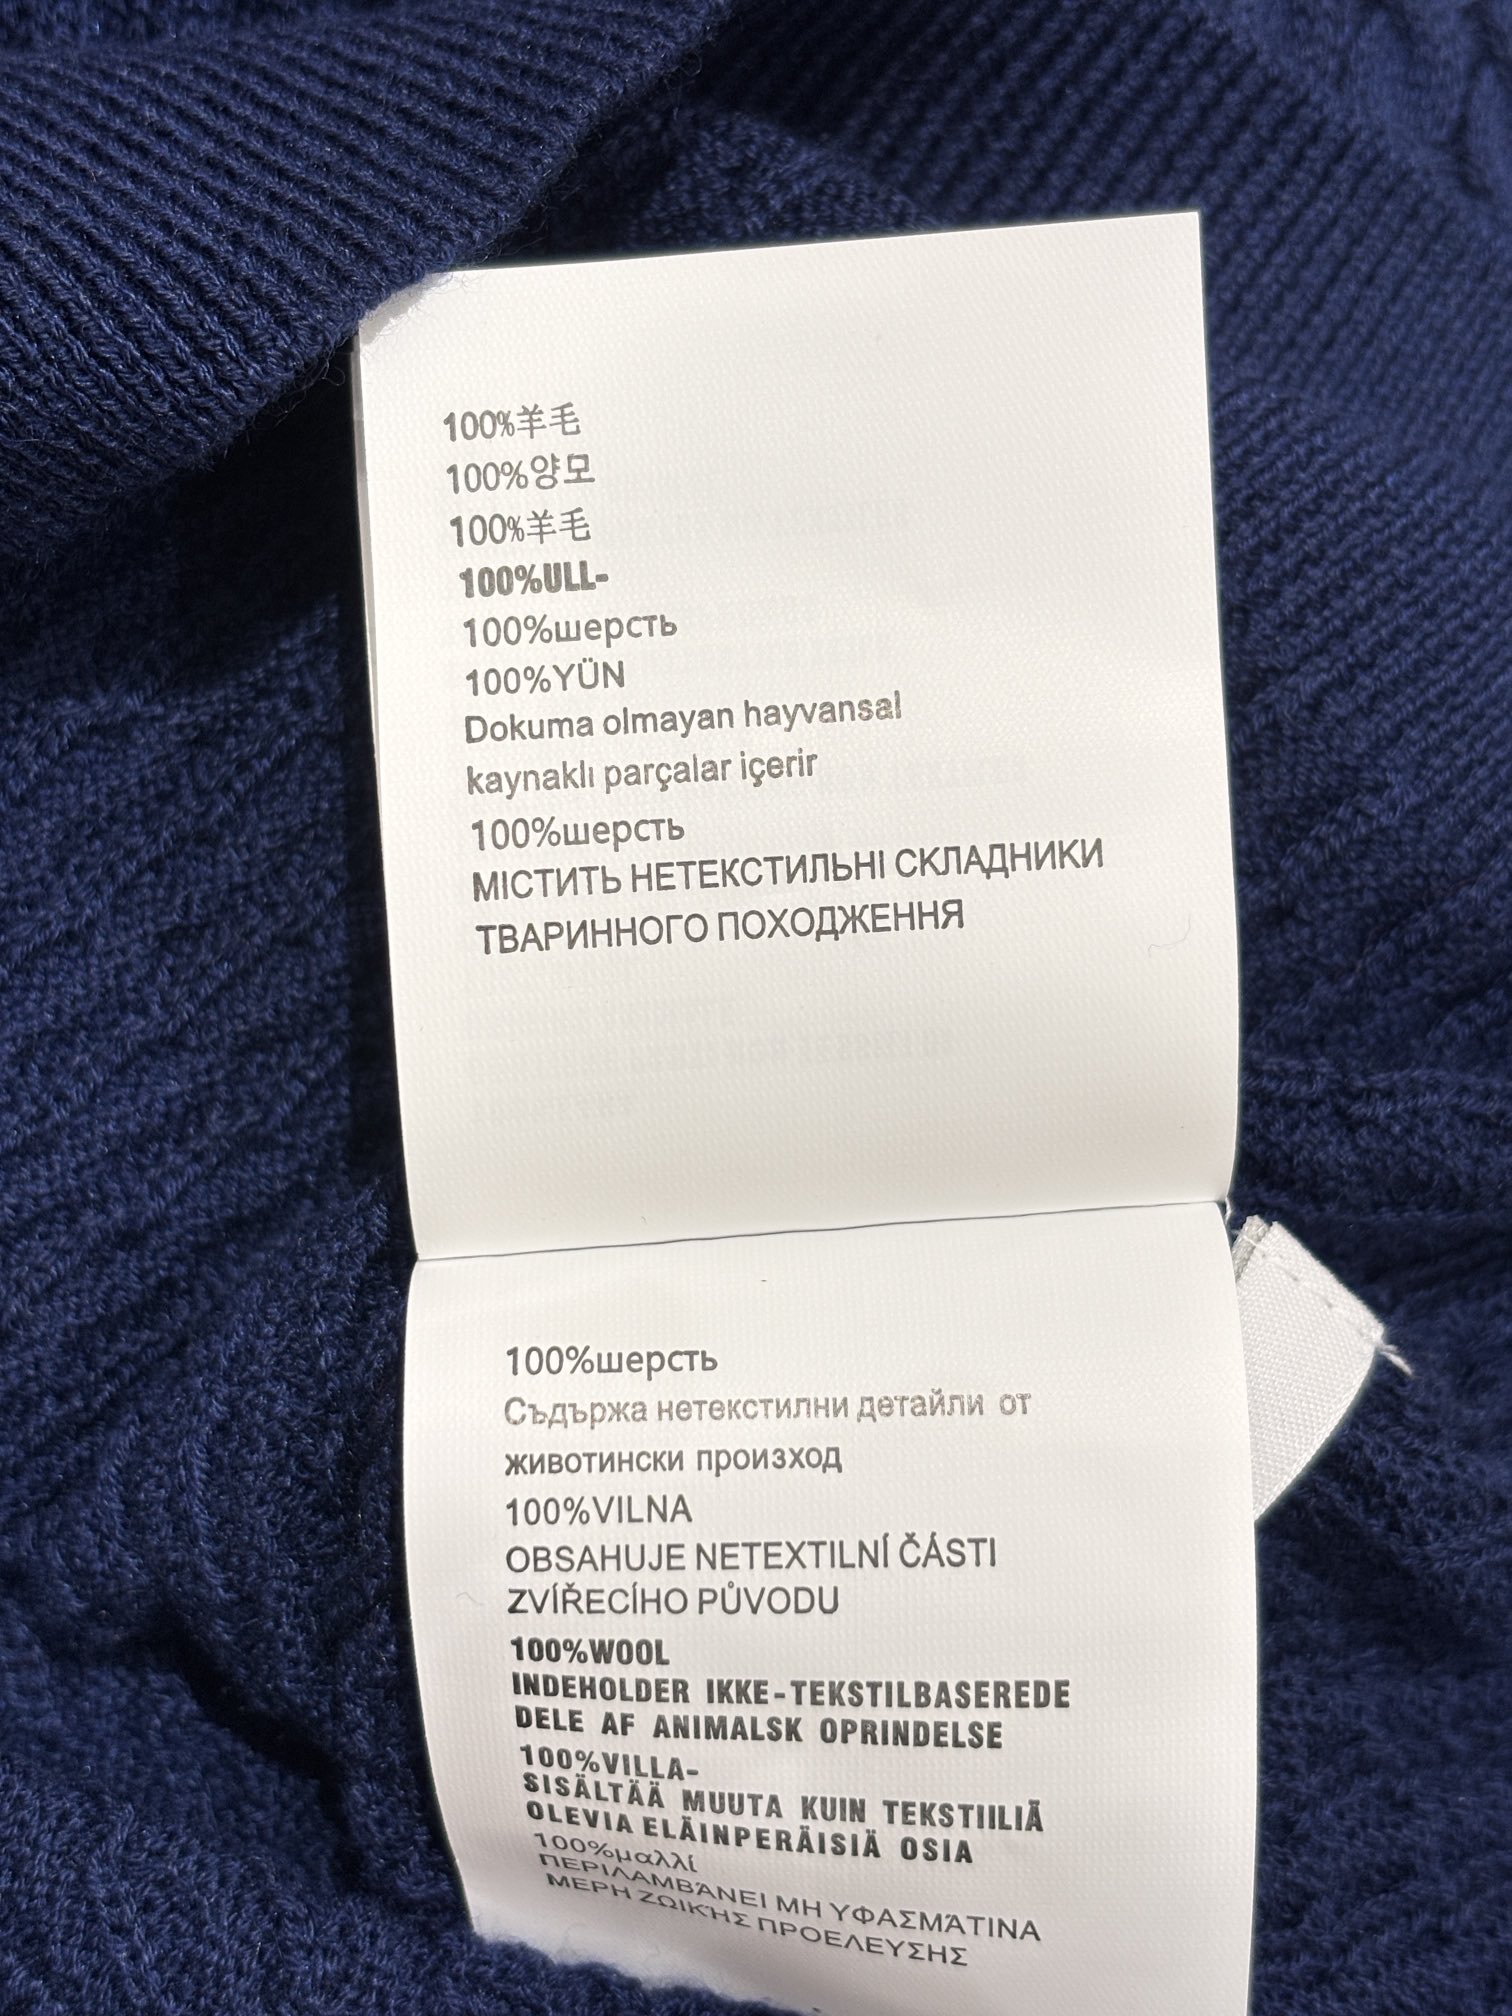 100%羊毛
100%양모
100%羊毛
100%ULL-
100%шерсть
100%YÜN
Dokuma olmayan hayvansal
kaynaklı parçalar içerir
100%шерсть
МІСТИТЬ НЕТЕКСТИЛЬНІ СКЛАДНИКИ
ТВАРИННОГО ПОХОДЖЕННЯ
100%шерсть
Съдържа нетекстилни детайли от
животински произход
100%VILNA
OBSAHUJE NETEXTILNÍ ČÁSTI
ZVÍŘECÍHO PŮVODU
100%WOOL
INDEHOLDER IKKE-TEKSTILBASEREDE
DELE AF ANIMALSK OPRINDELSE
100%VILLA-
SISÄLTÄÄ MUUTA KUIN TEKSTIILIÄ
OLEVIA ELÄINPERÄISIÄ OSIA
100%μαλλί
ΠΕΡΙΛΑΜΒΆΝΕΙ ΜΗ ΥΦΑΣΜΆΤΙΝΑ
ΜΕΡΗ ΖΩΙΚΉΣ ΠΡΟΕΛΕΥΣΗΣ